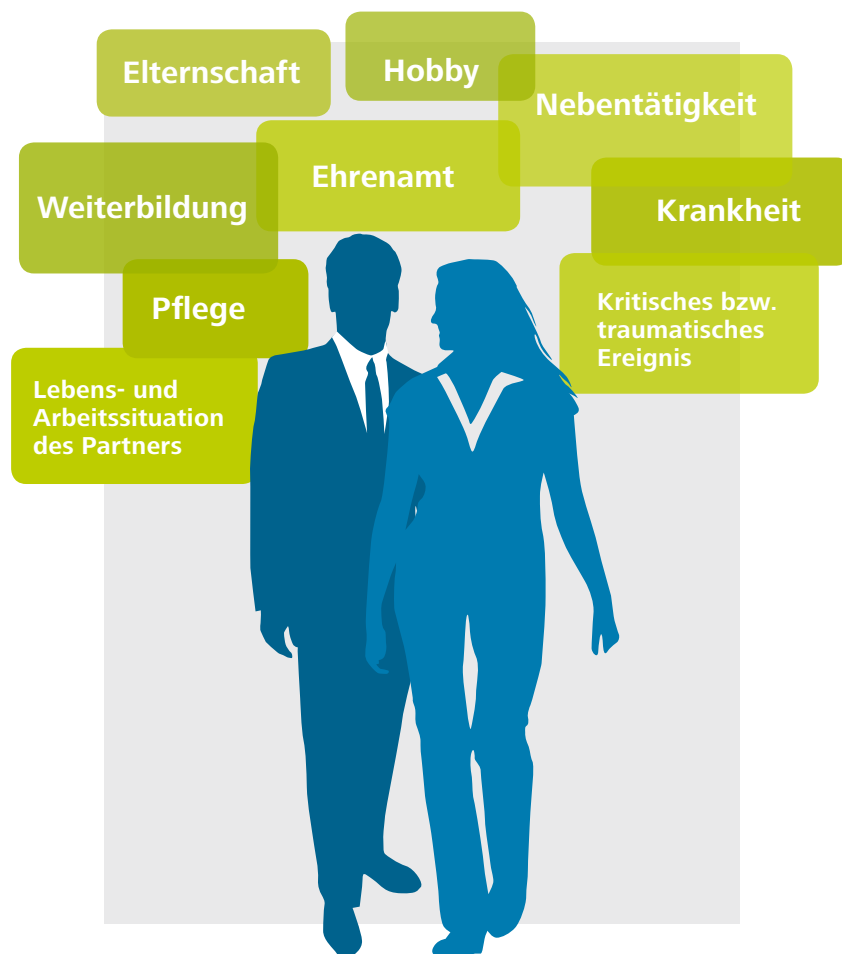 Elternschaft
Hobby
Nebentätigkeit
Ehrenamt
Weiterbildung
Krankheit
Pflege
Kritisches bzw.
traumatisches
Ereignis
Lebens- und
Arbeitssituation
des Partners